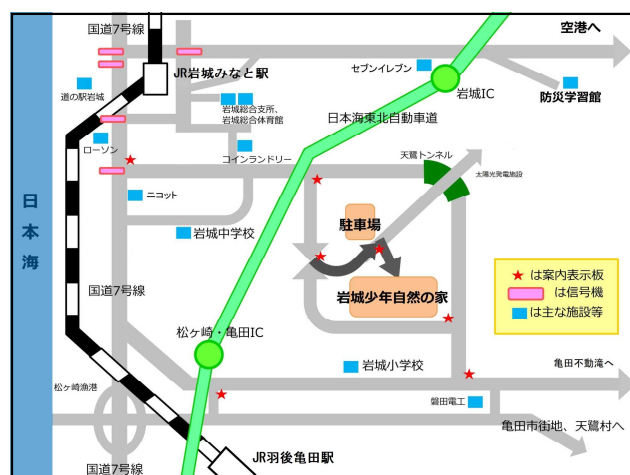 国道7号線
空港へ
JR岩城みなと駅
セブンイレブン
道の駅岩城
岩城IC
防災学習館
岩城総合支所、
岩城総合体育館
日本海東北自動車道
ローソン
コインランドリー
天鷺トンネル
太陽光発電施設
ニコット
日本海
駐車場
岩城中学校
は案内表示板
は信号機
は主な施設等
国道7号線
岩城少年自然の家
松ヶ崎・亀田IC
岩城小学校
亀田不動滝へ
松ヶ崎漁港
磐田電工
亀田市街地、天鷺村へ
JR羽後亀田駅
国道7号線